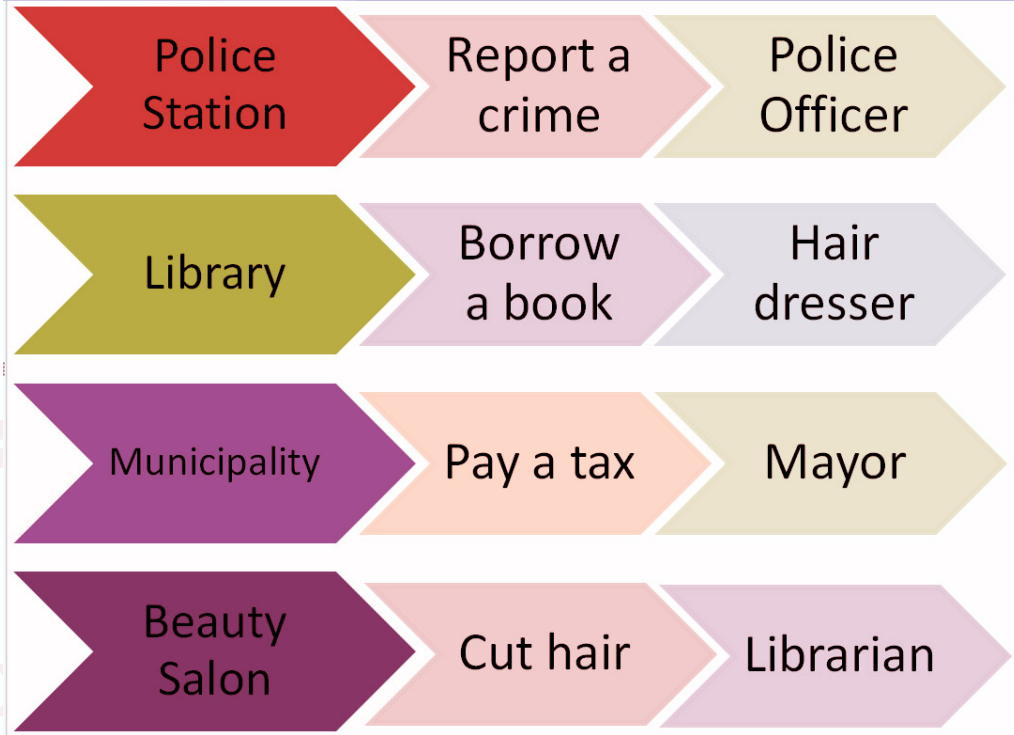 Police
Station
Report a
crime
Police
Officer
Library
Borrow
a book
Hair
dresser
Municipality
Pay a tax
Mayor
Beauty
Salon
Cut hair
Librarian